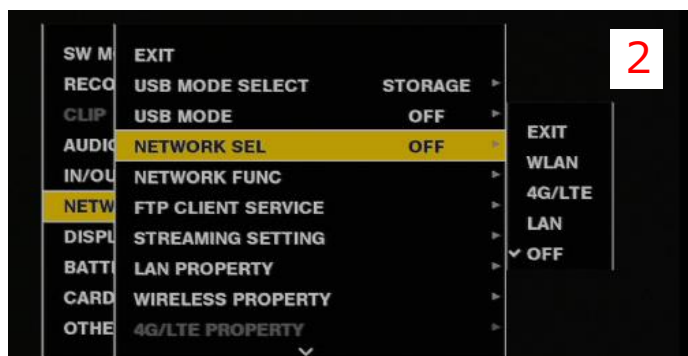 SW M
RECO
CLIP
AUDIO
IN/OU
NETW
DISPL
BATT
CARD
OTHE
EXIT
USB MODE SELECT STORAGE
USB MODE OFF
NETWORK SEL OFF
NETWORK FUNC
FTP CLIENT SERVICE
STREAMING SETTING
LAN PROPERTY
WIRELESS PROPERTY
4G/LTE PROPERTY
EXIT
WLAN
4G/LTE
LAN
OFF
2